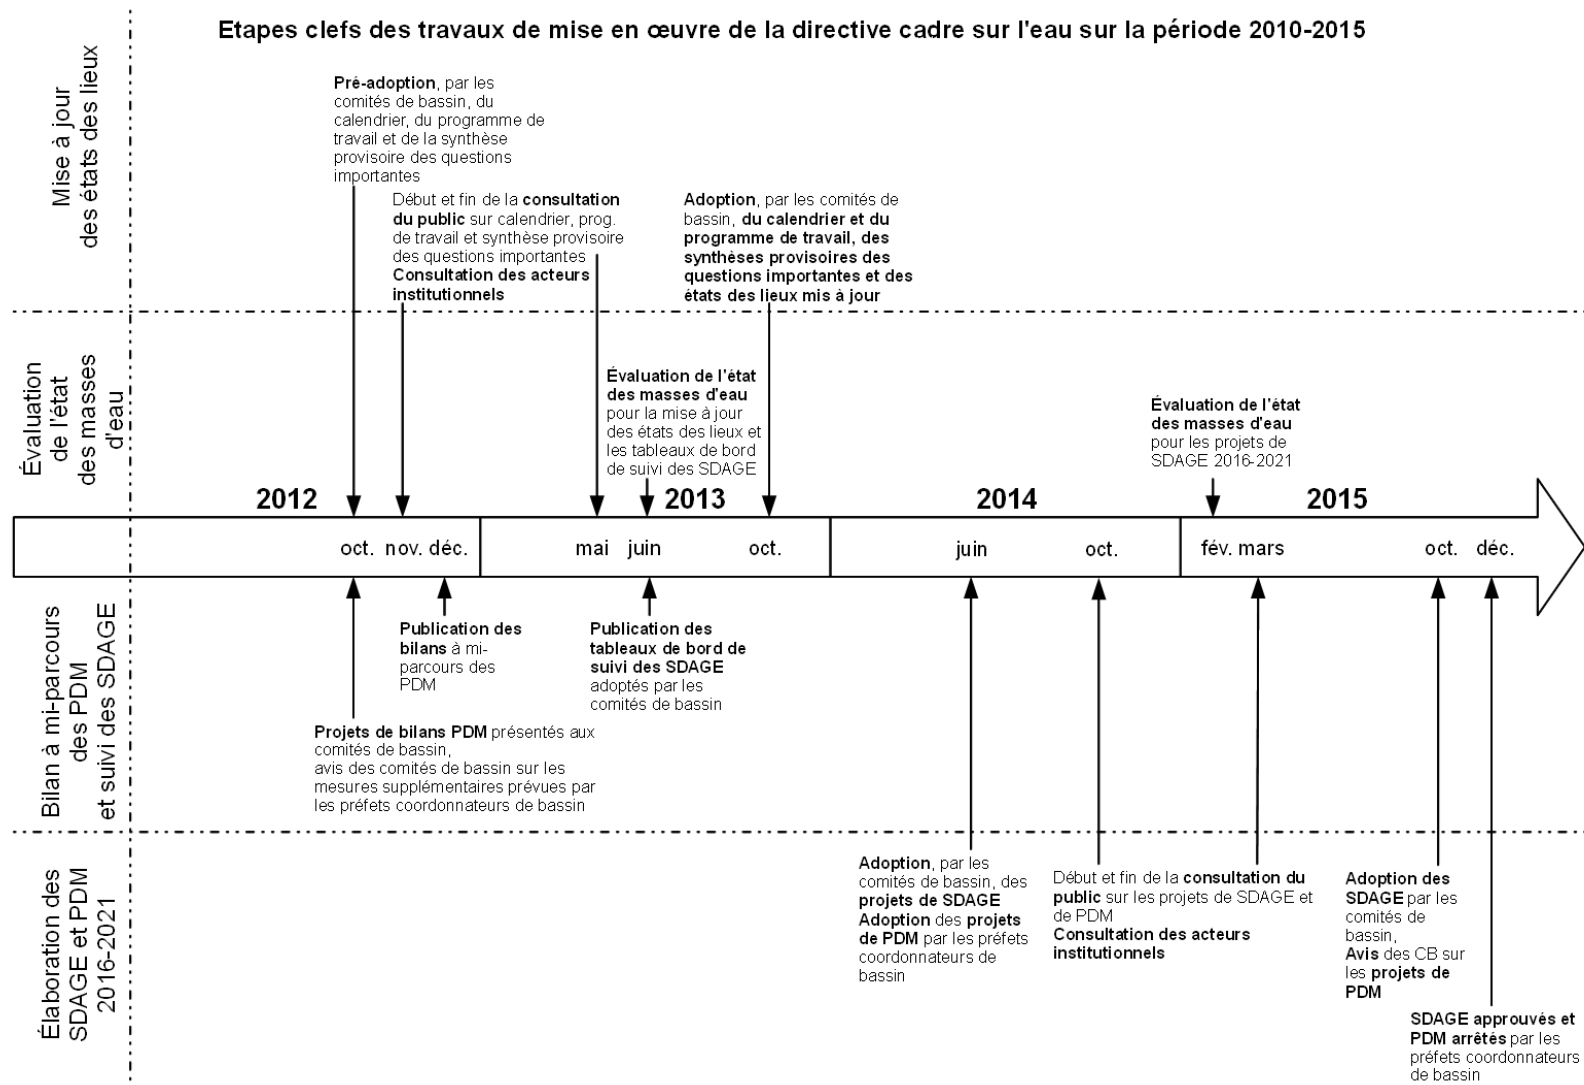 Etapes clefs des travaux de mise en œuvre de la directive cadre sur l'eau sur la période 2010-2015
Mise à jour
des états des lieux
Pré-adoption, par les
comités de bassin, du
calendrier, du programme de
travail et de la synthèse
provisoire des questions
importantes
Début et fin de la consultation
du public sur calendrier, prog.
de travail et synthèse provisoire
des questions importantes
Consultation des acteurs
institutionnels
Adoption, par les comités de
bassin, du calendrier et du
programme de travail, des
synthèses provisoires des
questions importantes et des
états des lieux mis à jour
Évaluation
de l'état
des masses
d'eau
Évaluation de l'état
des masses d'eau
pour la mise à jour
des états des lieux et
les tableaux de bord
de suivi des SDAGE
Évaluation de l'état
des masses d'eau
pour les projets de
SDAGE 2016-2021
2012
2013
2014
2015
oct. nov. déc.
mai juin
oct.
juin
oct.
fév. mars
oct.
déc.
Bilan à mi-parcours
des PDM
et suivi des SDAGE
Publication des
bilans à mi-
parcours des
PDM
Publication des
tableaux de bord de
suivi des SDAGE
adoptés par les
comités de bassin
Projets de bilans PDM présentés aux
comités de bassin,
avis des comités de bassin sur les
mesures supplémentaires prévues par
les préfets coordonnateurs de bassin
Élaboration des
SDAGE et PDM
2016-2021
Adoption, par les
comités de bassin, des
projets de SDAGE
Adoption des projets
de PDM par les préfets
coordonnateurs de
bassin
Début et fin de la consultation du
public sur les projets de SDAGE et
de PDM
Consultation des acteurs
institutionnels
Adoption des
SDAGE par les
comités de
bassin,
Avis des CB sur
les projets de
PDM
SDAGE approuvés et
PDM arrêtés par les
préfets coordonnateurs
de bassin